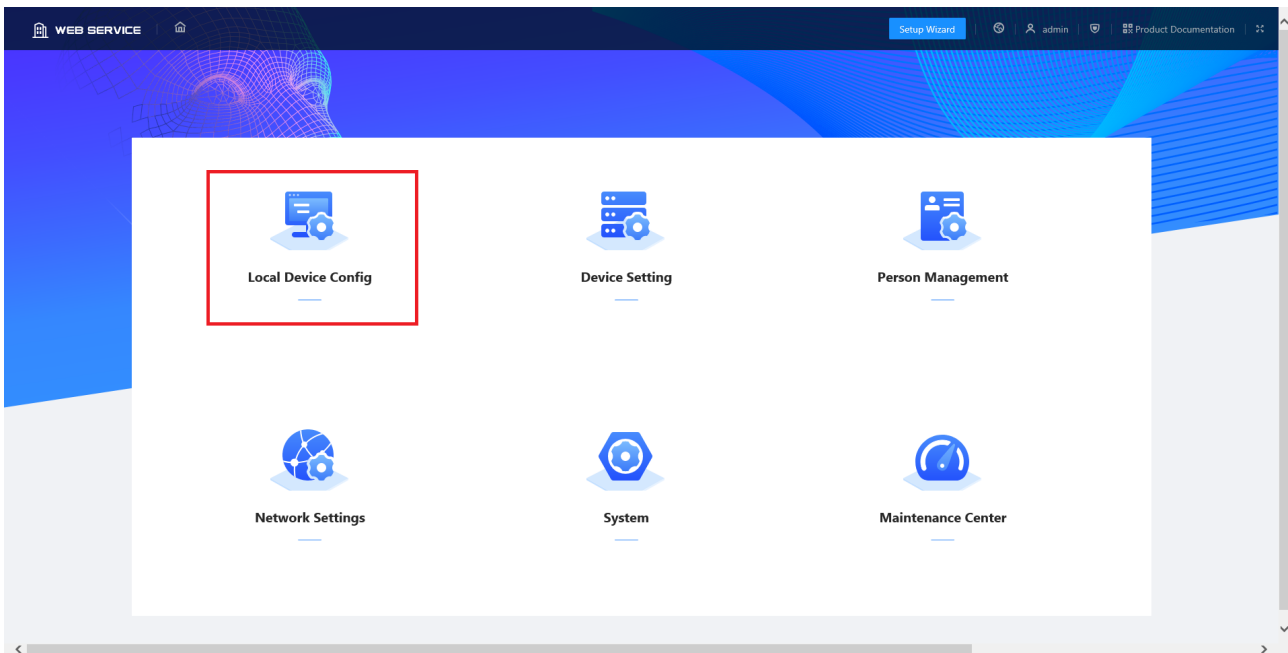 WEB SERVICE
Setup Wizard
admin
Product Documentation
Local Device Config
Device Setting
Person Management
Network Settings
System
Maintenance Center